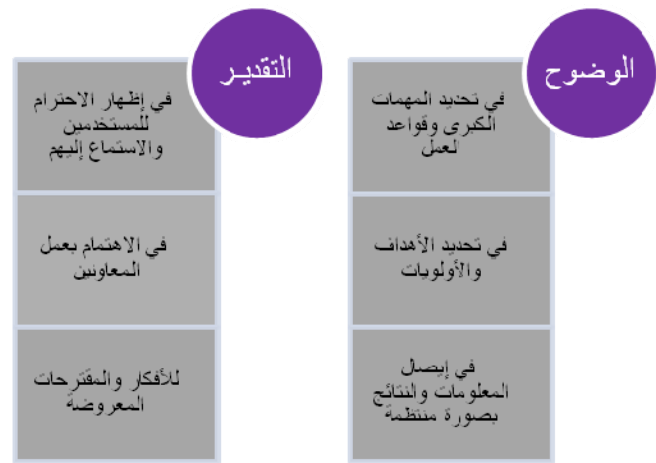 الوضوح
في تحديد المهمات
الكبرى وقواعد
لعمل
في تحديد الأهداف
والأولويات
في إيصال
المعلومات والنتائج
بصورة منتظمة
التقدير
في إظهار الاحترام
للمستخدمين
والاستماع إليهم
في الاهتمام بعمل
المعاونين
للأفكار والمقترحات
المعروضة